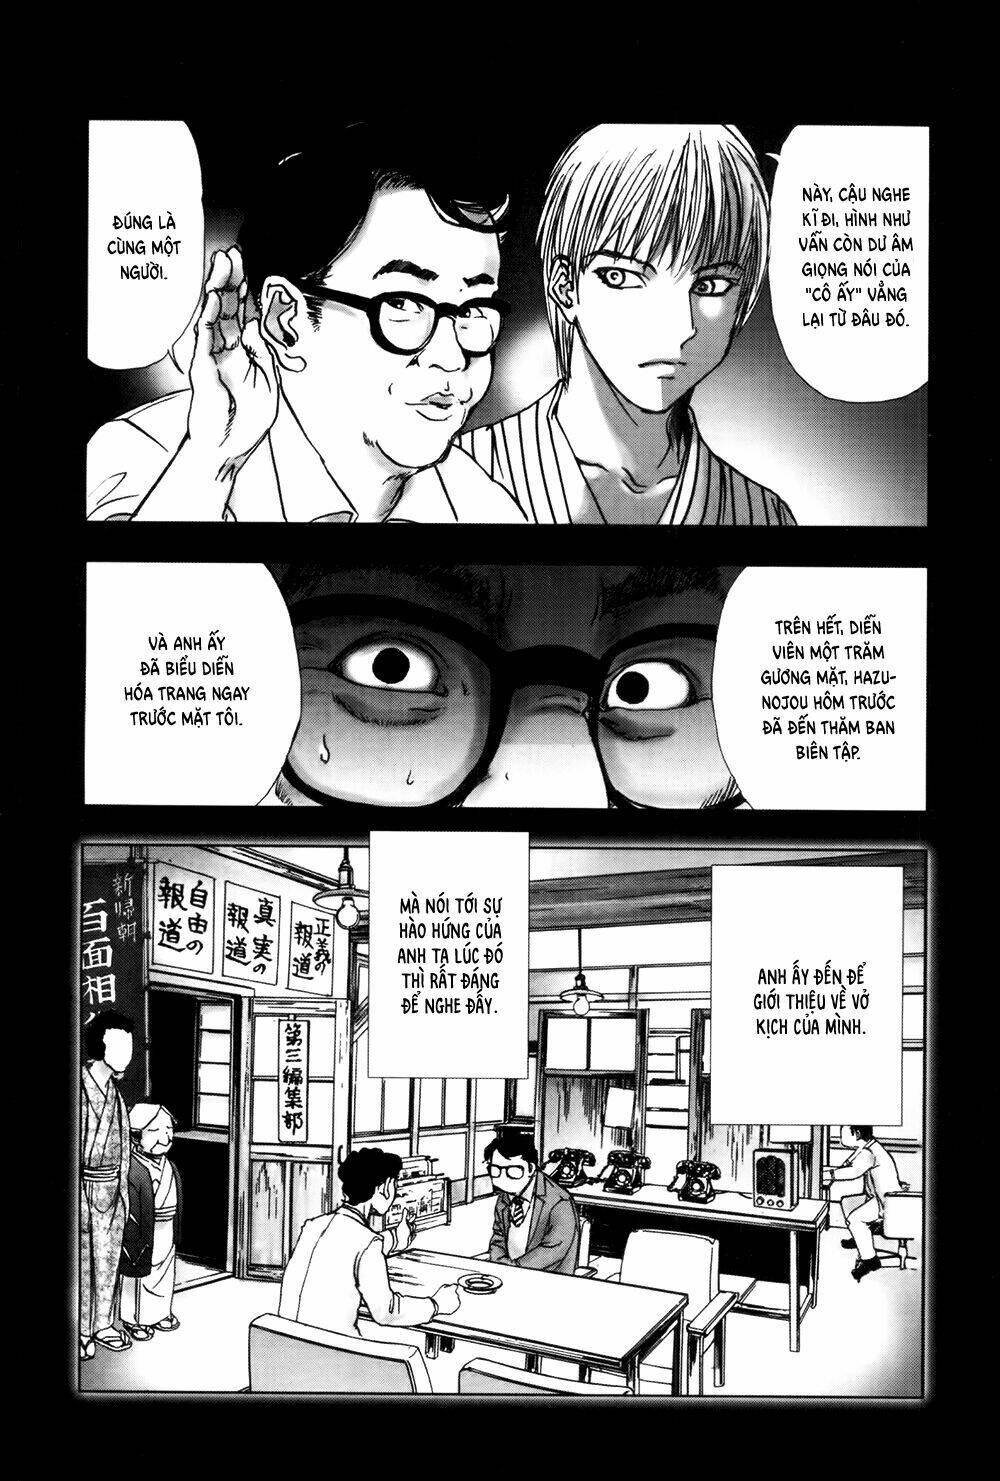 NÀY, CẬU NGHE
KĨ ĐI, HÌNH NHƯ
VẪN CÒN DƯ ÂM
GIỌNG NÓI CỦA
"CÔ ẤY" VẲNG
LẠI TỪ ĐÂU ĐÓ.
ĐÚNG LÀ
CÙNG MỘT
NGƯỜI.
TRÊN HẾT, DIỄN
VIÊN MỘT TRĂM
GƯƠNG MẶT, HAZU-
NOJOU HÔM TRƯỚC
ĐÃ ĐẾN THĂM BAN
BIÊN TẬP.
VÀ ANH ẤY
ĐÃ BIỂU DIỄN
HÓA TRANG NGAY
TRƯỚC MẶT TÔI.
ANH ẤY ĐẾN ĐỂ
GIỚI THIỆU VỀ VỞ
KỊCH CỦA MÌNH.
MÀ NÓI TỚI SỰ
HÀO HỨNG CỦA
ANH TA LÚC ĐÓ
THÌ RẤT ĐÁNG
ĐỂ NGHE ĐẤY.
正義の
報道
真実の
報道
自由の
報道
新帰朝
百面相
第三編集部